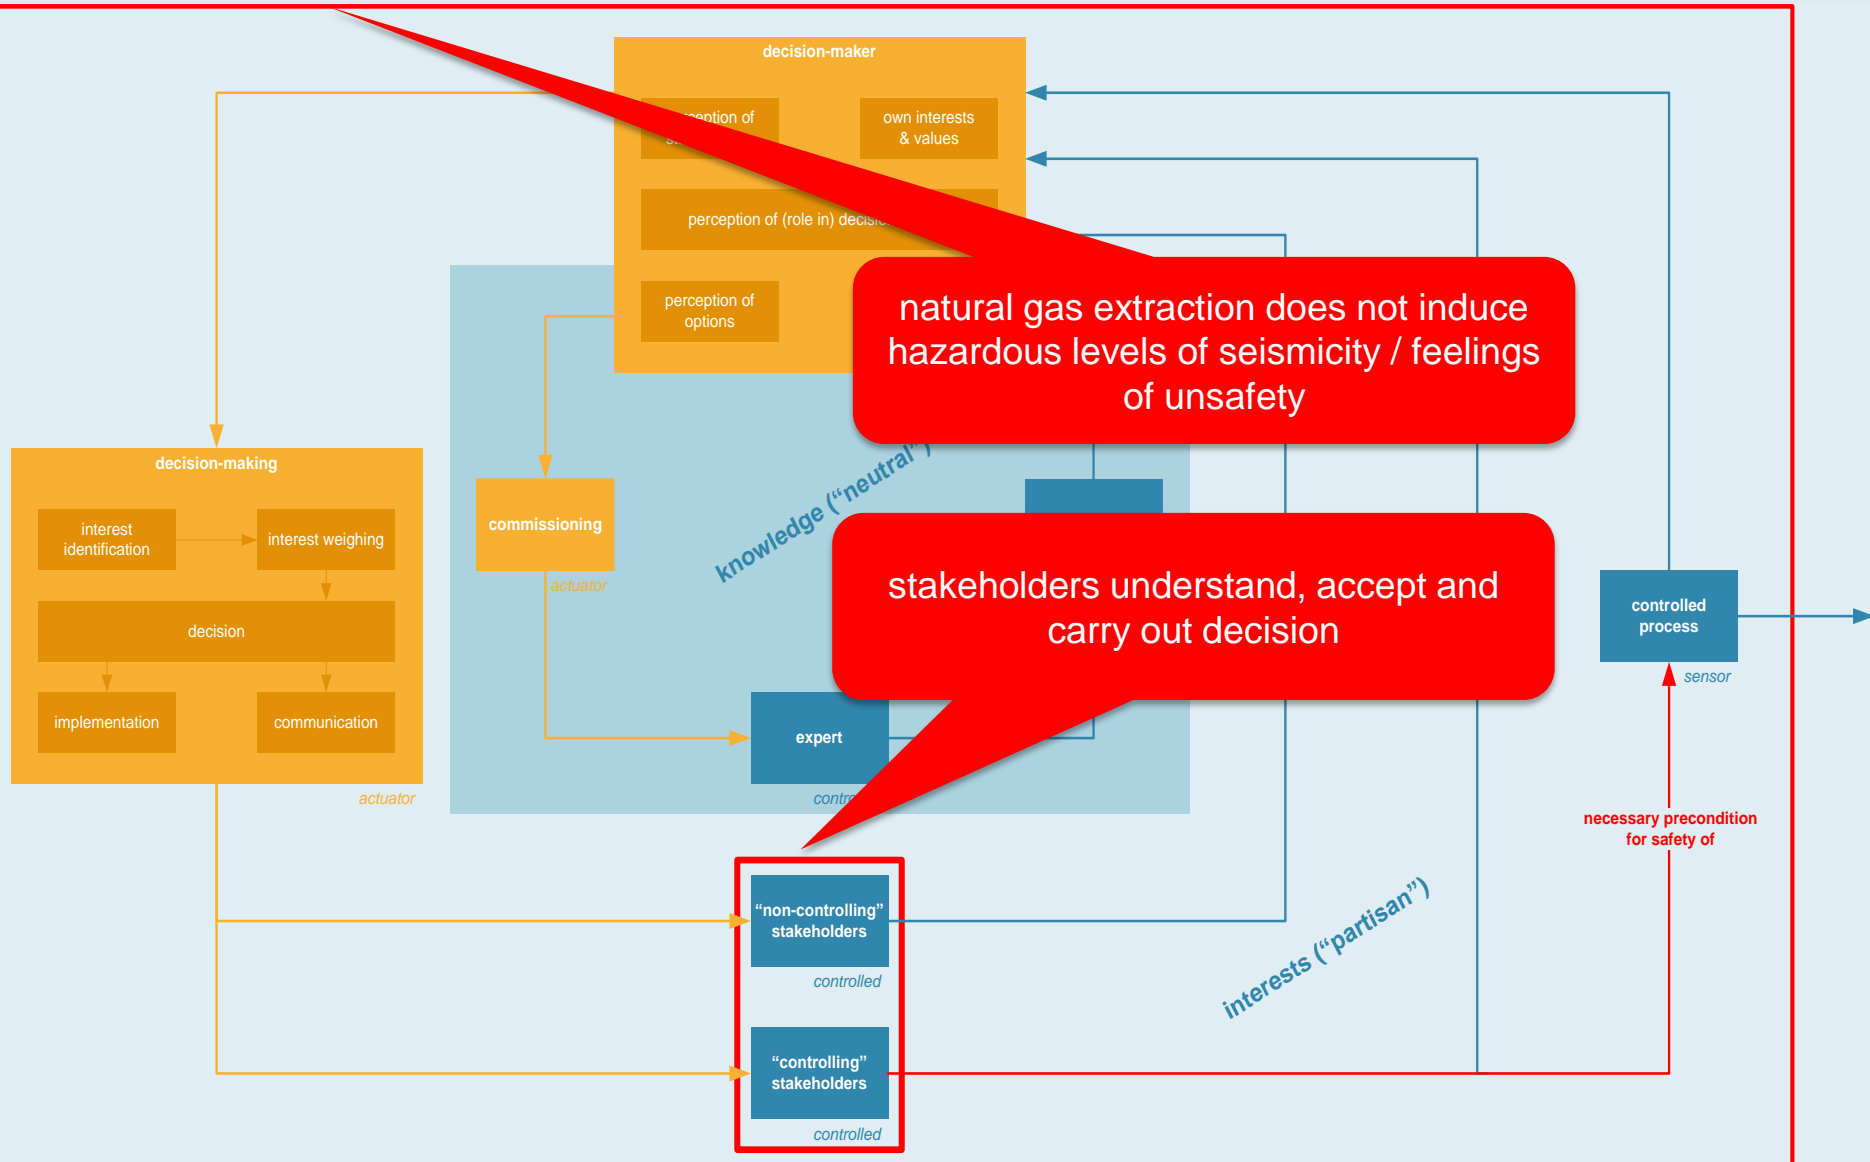 decision-maker
perception of
own interests
& values
perception of (role in)
perception of
options
natural gas extraction does not induce
hazardous levels of seismicity / feelings
of unsafety
decision-making
interest
identification
interest weighing
decision
implementation
communication
actuator
commissioning
actuator
knowledge (“neutral”)
stakeholders understand, accept and
carry out decision
expert
controlled
process
sensor
necessary precondition
for safety of
“non-controlling”
stakeholders
controlled
interests (“partisan”)
“controlling”
stakeholders
controlled